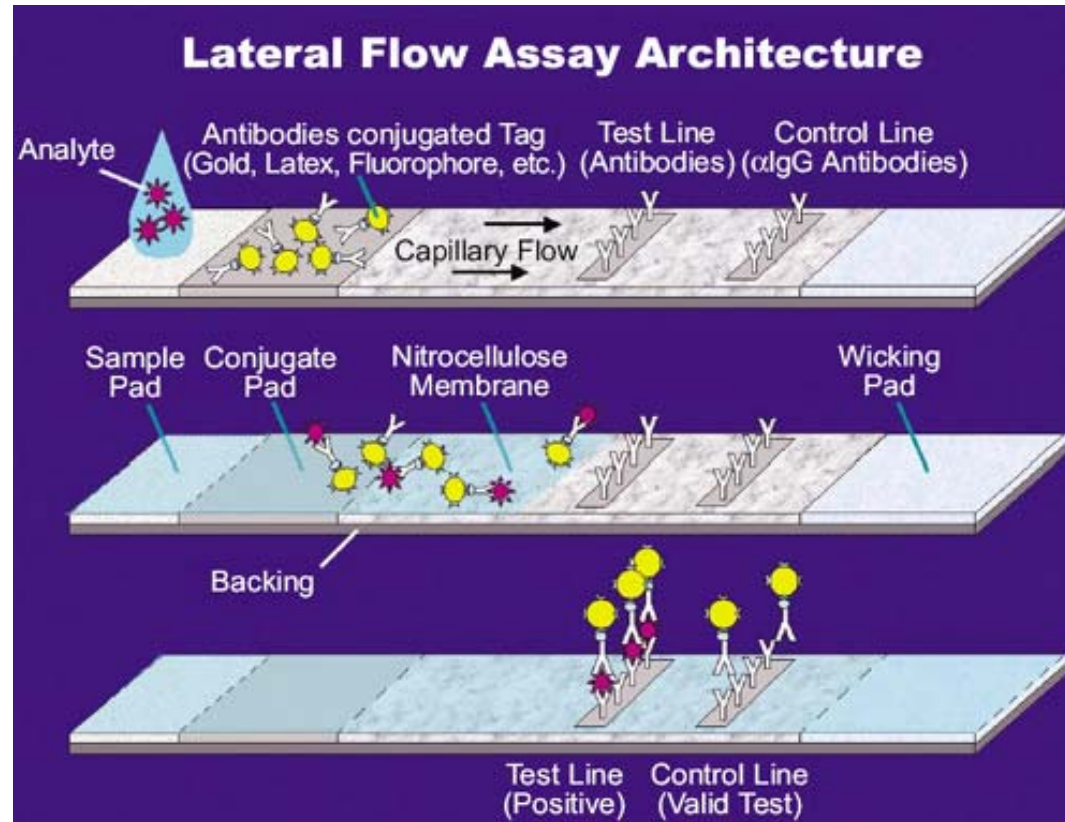 Lateral Flow Assay Architecture
Analyte
Antibodies conjugated Tag
(Gold, Latex, Fluorophore, etc.)
Test Line
(Antibodies)
Control Line
(αIgG Antibodies)
Capillary Flow
Sample
Pad
Conjugate
Pad
Nitrocellulose
Membrane
Wicking
Pad
Backing
Test Line
(Positive)
Control Line
(Valid Test)